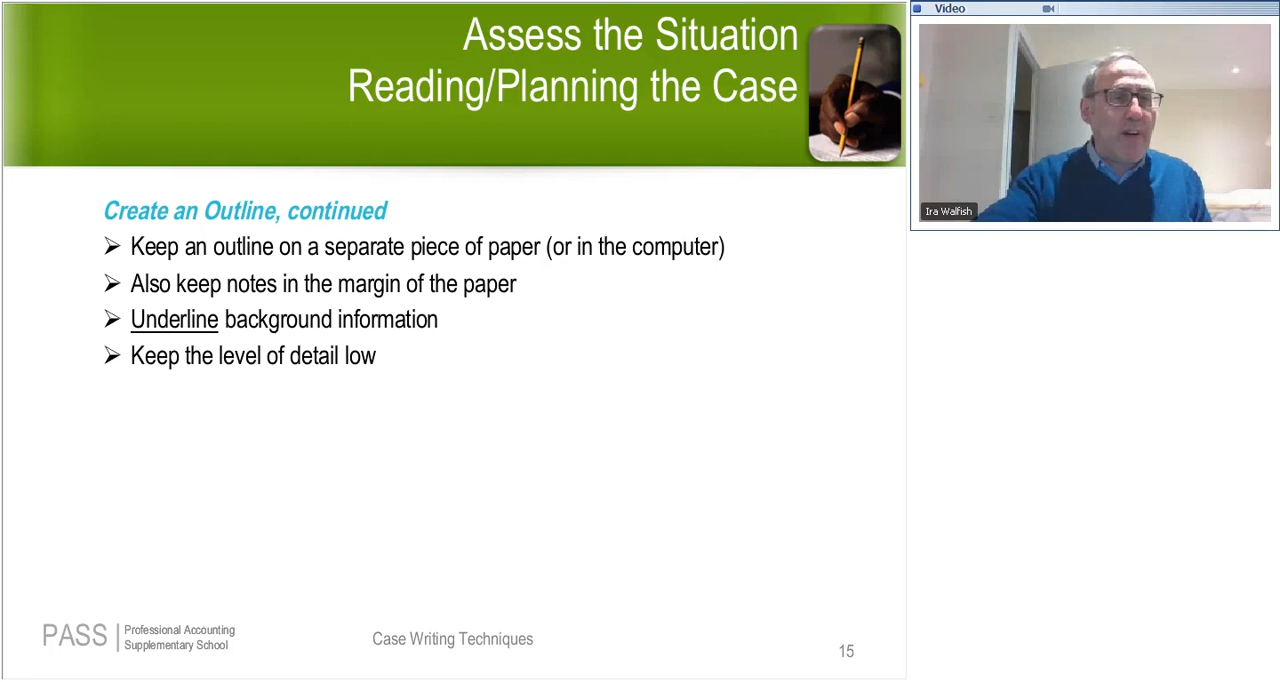 Assess the Situation
Reading/Planning the Case
Create an Outline, continued
Keep an outline on a separate piece of paper (or in the computer)
Also keep notes in the margin of the paper
Underline background information
Keep the level of detail low
PASS
Professional Accounting
Supplementary School
Case Writing Techniques
15
Video
Ira Walfish